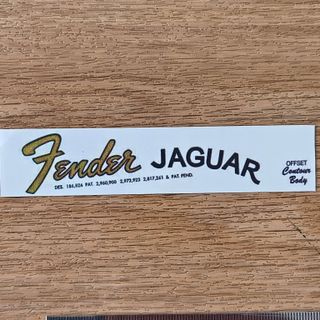 Fender JAGUAR
DES. 186,826 PAT. 2,960,900 2,972,923 2,817,261 & PAT. PEND.
OFFSET
Contour
Body